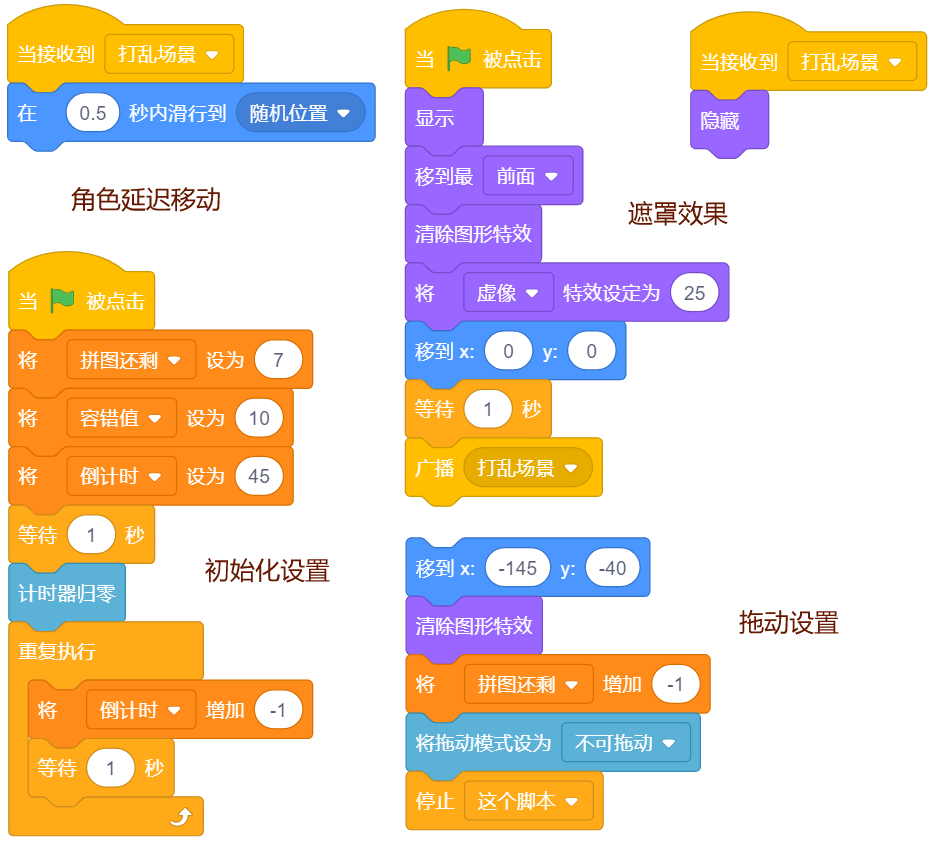 当接收到 打乱场景
在 0.5 秒内滑行到 随机位置
角色延迟移动
当 被点击
将 拼图还剩 设为 7
将 容错值 设为 10
将 倒计时 设为 45
等待 1 秒
计时器归零
重复执行
将 倒计时 增加 -1
等待 1 秒
初始化设置
当 被点击
显示
移到最 前面
清除图形特效
将 虚像 特效设定为 25
移到 x: 0 y: 0
等待 1 秒
广播 打乱场景
当接收到 打乱场景
隐藏
遮罩效果
移到 x: -145 y: -40
清除图形特效
将 拼图还剩 增加 -1
将拖动模式设为 不可拖动
停止 这个脚本
拖动设置